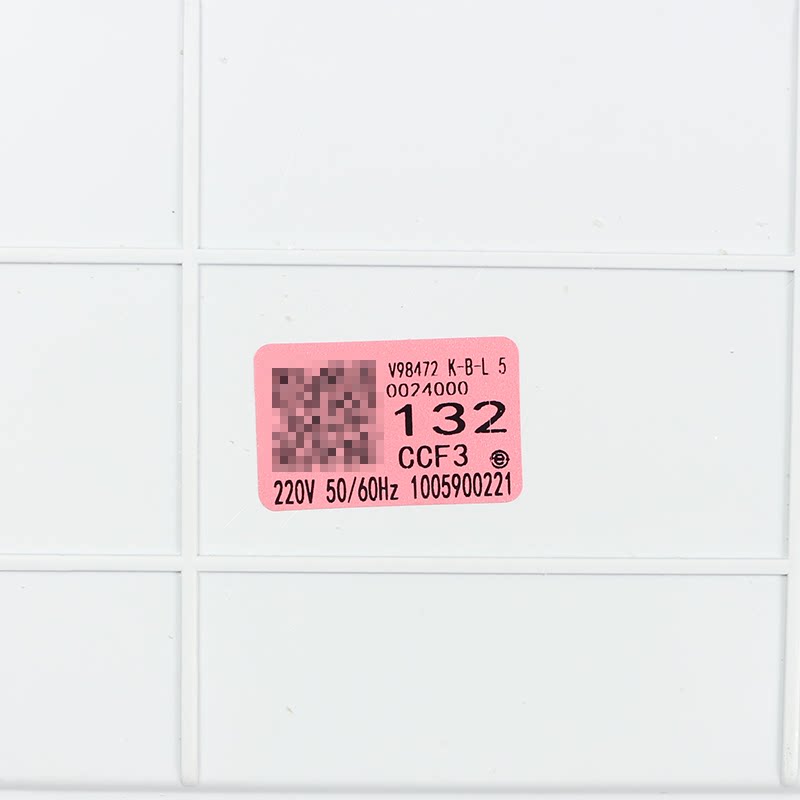 V98472 K-B-L 5
0024000
132
CCF3
220V 50/60Hz 1005900221